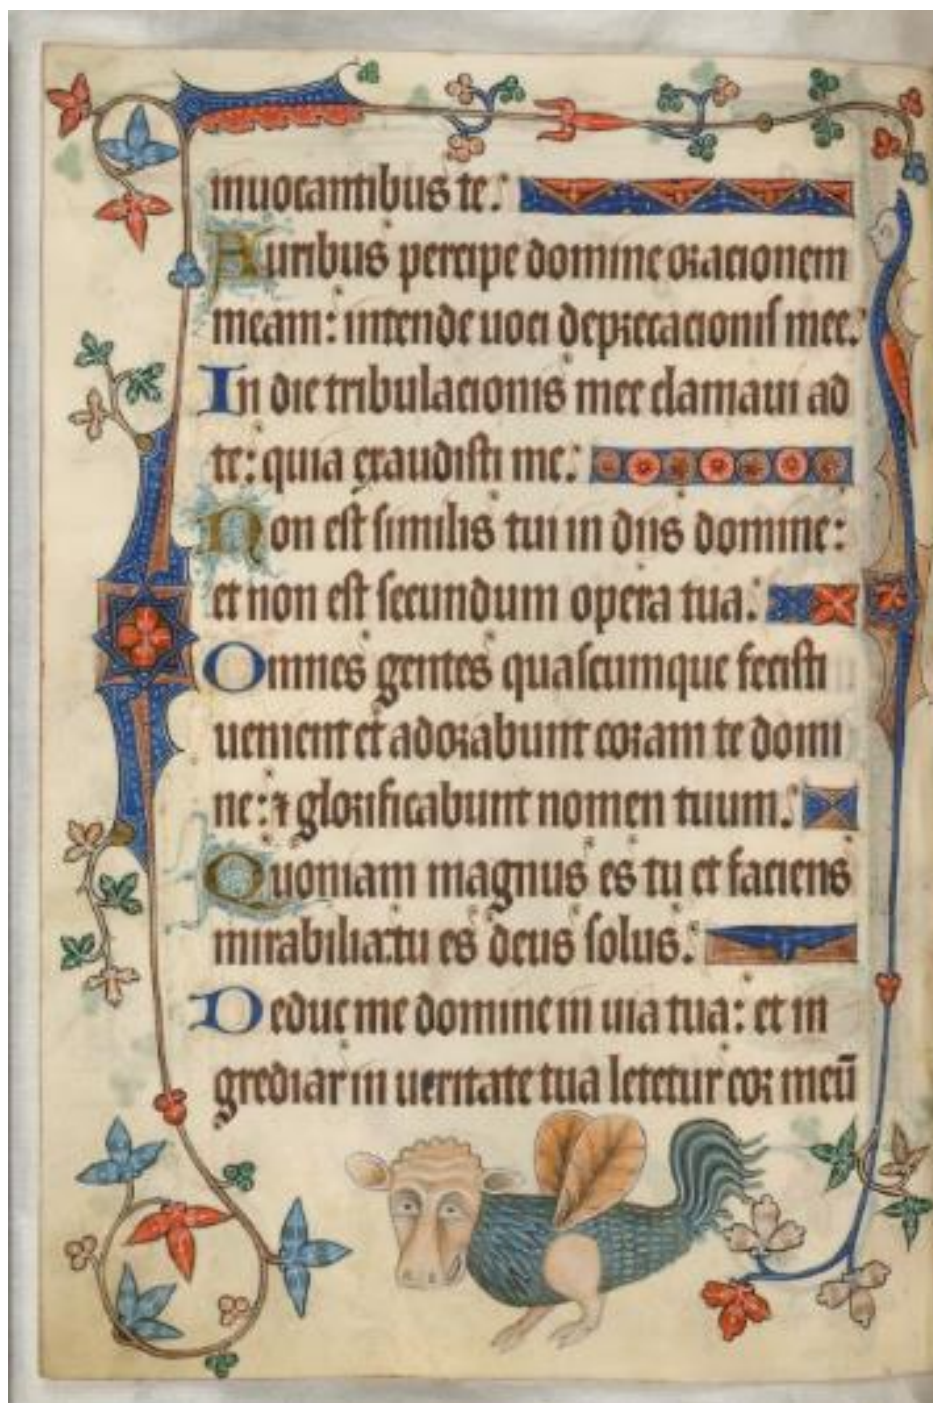 inuocantibus te.
Auribus percipe domine oracionem
meam: intende uoci deprecacionis mee.
In die tribulacionis mee clamaui ad
te: quia exaudisti me.
Non est similis tui in diis domine:
et non est secundum opera tua.
Omnes gentes quascumque fecisti
uenient et adorabunt coram te domi
ne: ⁊ glorificabunt nomen tuum.
Quoniam magnus es tu et faciens
mirabilia: tu es deus solus.
Deduc me domine in uia tua: et in
grediar in ueritate tua letetur cor meū